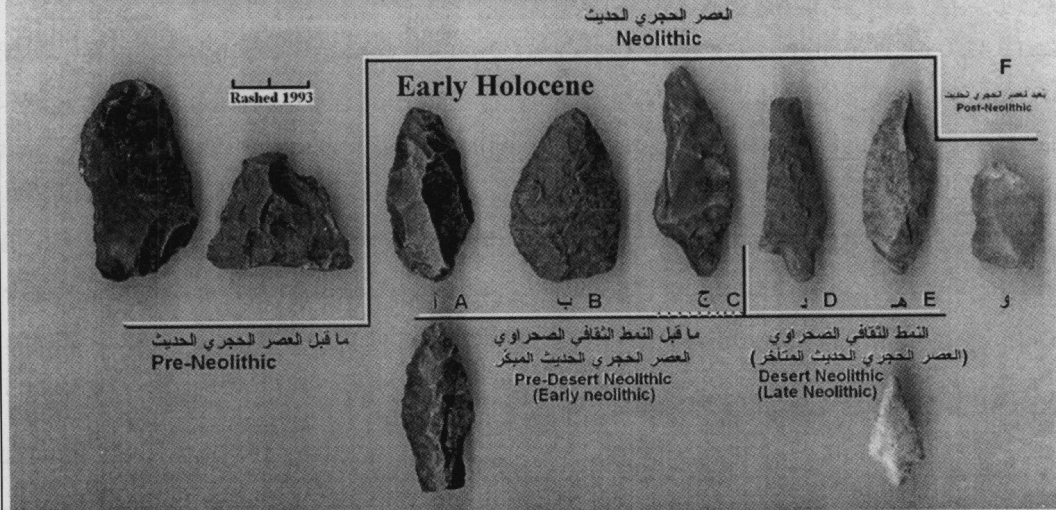 العصر الحجري الحديث
Neolithic
F
بعيد العصر الحجري الحديث
Post-Neolithic
Rashed 1993
Early Holocene
أ A
ب B
ج C
د D
هـ E
و
ما قبل العصر الحجري الحديث
Pre-Neolithic
ما قبل النمط الثقافي الصحراوي
العصر الحجري الحديث المبكر
Pre-Desert Neolithic
(Early neolithic)
النمط الثقافي الصحراوي
(العصر الحجري الحديث المتأخر)
Desert Neolithic
(Late Neolithic)